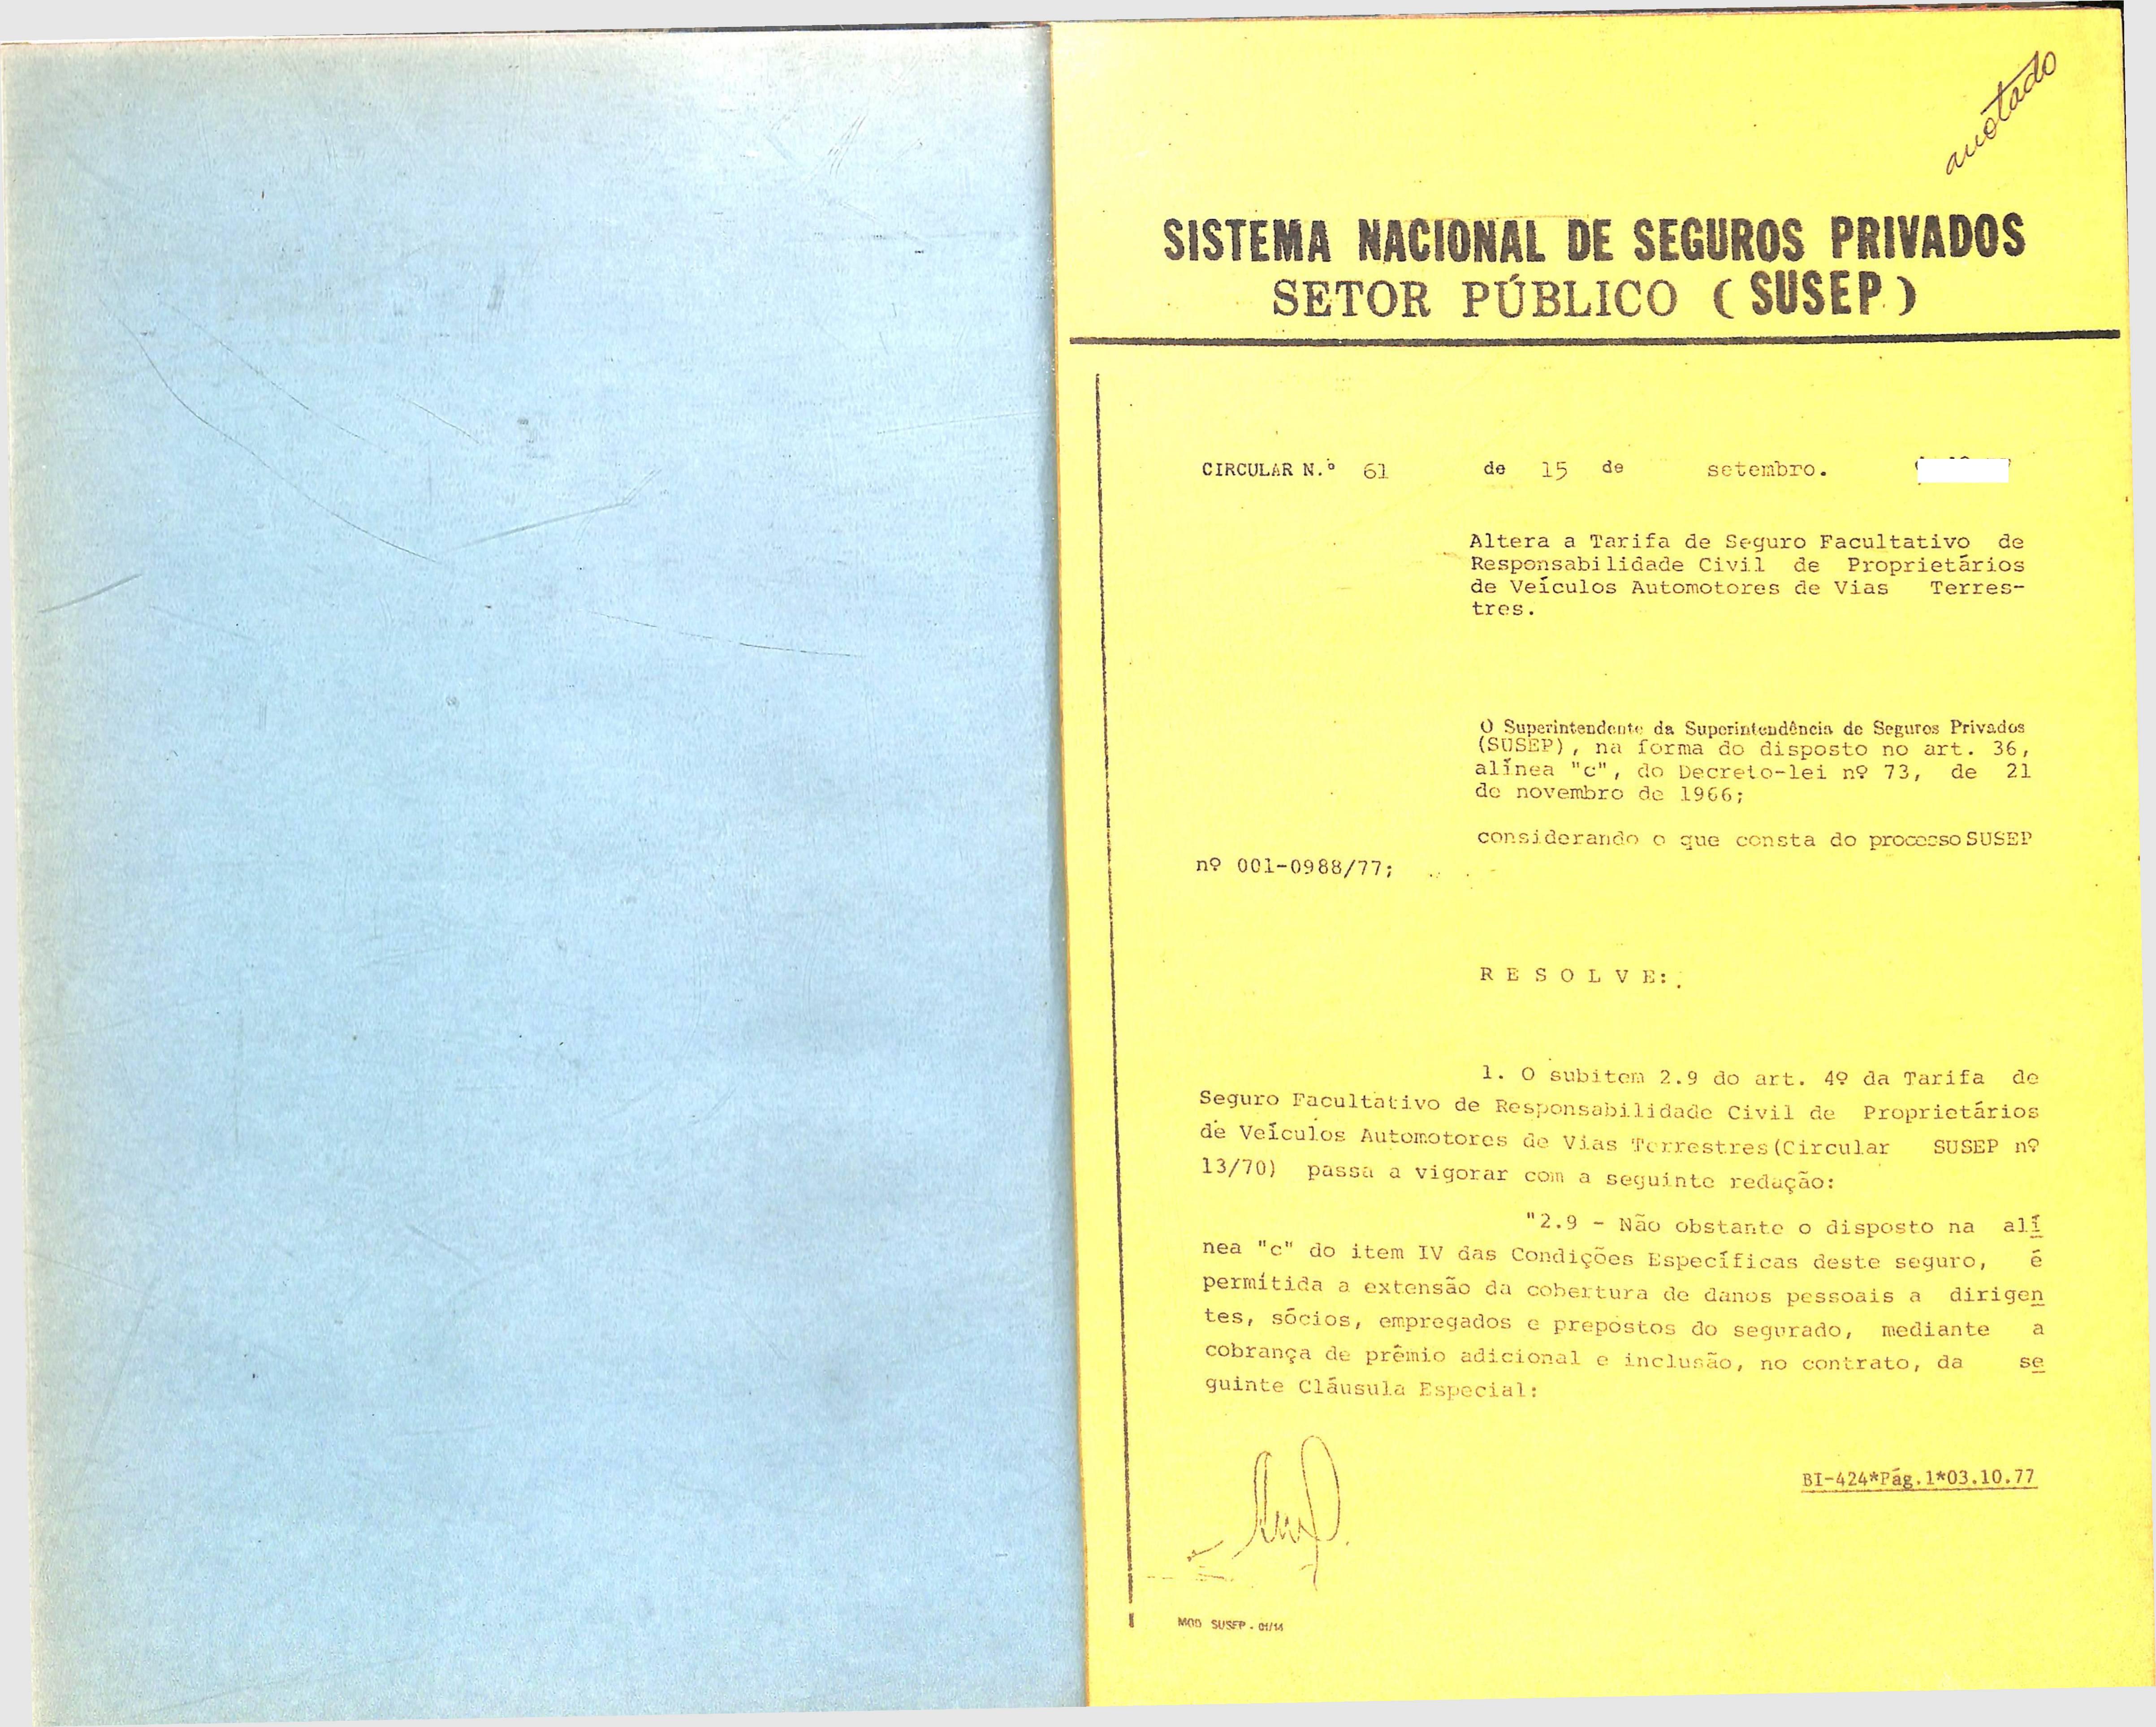 anotado
SISTEMA NACIONAL DE SEGUROS PRIVADOS
SETOR PÚBLICO (SUSEP)
CIRCULAR N.º 61 de 15 de setembro.
Altera a Tarifa de Seguro Facultativo de
Responsabilidade Civil de Proprietários
de Veículos Automotores de Vias Terres-
tres.
O Superintendente da Superintendência de Seguros Privados
(SUSEP), na forma do disposto no art. 36,
alínea "c", do Decreto-lei nº 73, de 21
de novembro de 1966;
considerando o que consta do processo SUSEP
nº 001-0988/77;
R E S O L V E:
1. O subitem 2.9 do art. 4º da Tarifa de
Seguro Facultativo de Responsabilidade Civil de Proprietários
de Veículos Automotores de Vias Terrestres(Circular SUSEP nº
13/70) passa a vigorar com a seguinte redação:
"2.9 - Não obstante o disposto na alí
nea "c" do item IV das Condições Específicas deste seguro, é
permitida a extensão da cobertura de danos pessoais a dirigen
tes, sócios, empregados e prepostos do segurado, mediante a
cobrança de prêmio adicional e inclusão, no contrato, da se
guinte Cláusula Especial:
BI-424*Pág.1*03.10.77
MOD SUSEP - 01/14